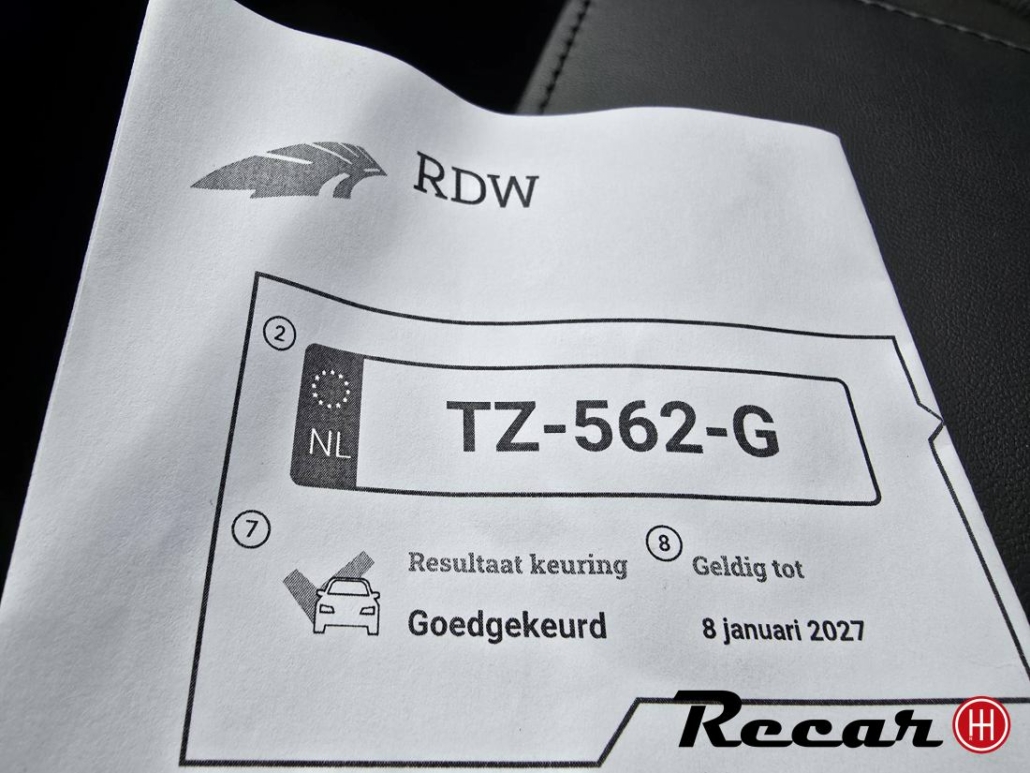 RDW
2
NL
TZ-562-G
7
Resultaat keuring
8
Geldig tot
Goedgekeurd
8 januari 2027
Recar